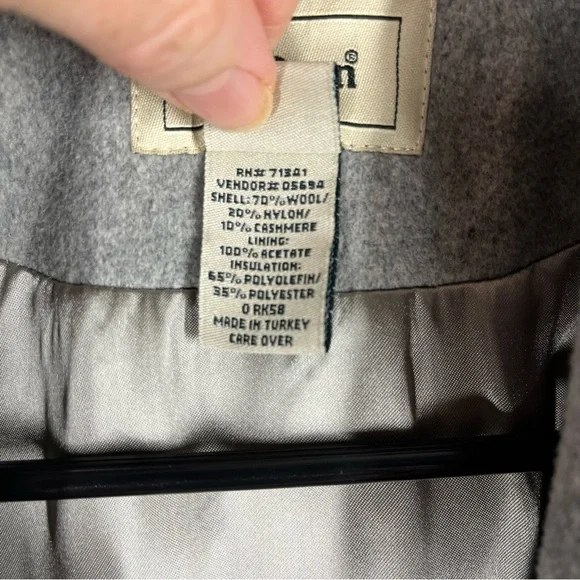 ®
RN# 71341
VENDOR# 05694
SHELL: 70% WOOL/
20% NYLON/
10% CASHMERE
LINING:
100% ACETATE
INSULATION:
65% POLYOLEFIN/
35% POLYESTER
0 RK58
MADE IN TURKEY
CARE OVER